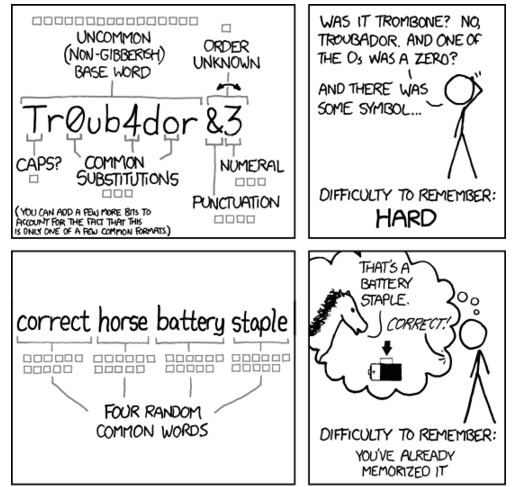 UNCOMMON
(NON-GIBBERISH)
BASE WORD
ORDER
UNKNOWN
Tr0ub4dor &3
CAPS?
COMMON
SUBSTITUTIONS
NUMERAL
PUNCTUATION
(YOU CAN ADD A FEW MORE BITS TO
ACCOUNT FOR THE FACT THAT THIS
IS ONLY ONE OF A FEW COMMON FORMATS.)
WAS IT TROMBONE? NO,
TROUBADOR. AND ONE OF
THE Os WAS A ZERO?
AND THERE WAS
SOME SYMBOL...
DIFFICULTY TO REMEMBER:
HARD
correct horse battery staple
FOUR RANDOM
COMMON WORDS
THAT'S A
BATTERY
STAPLE.
CORRECT!
DIFFICULTY TO REMEMBER:
YOU'VE ALREADY
MEMORIZED IT